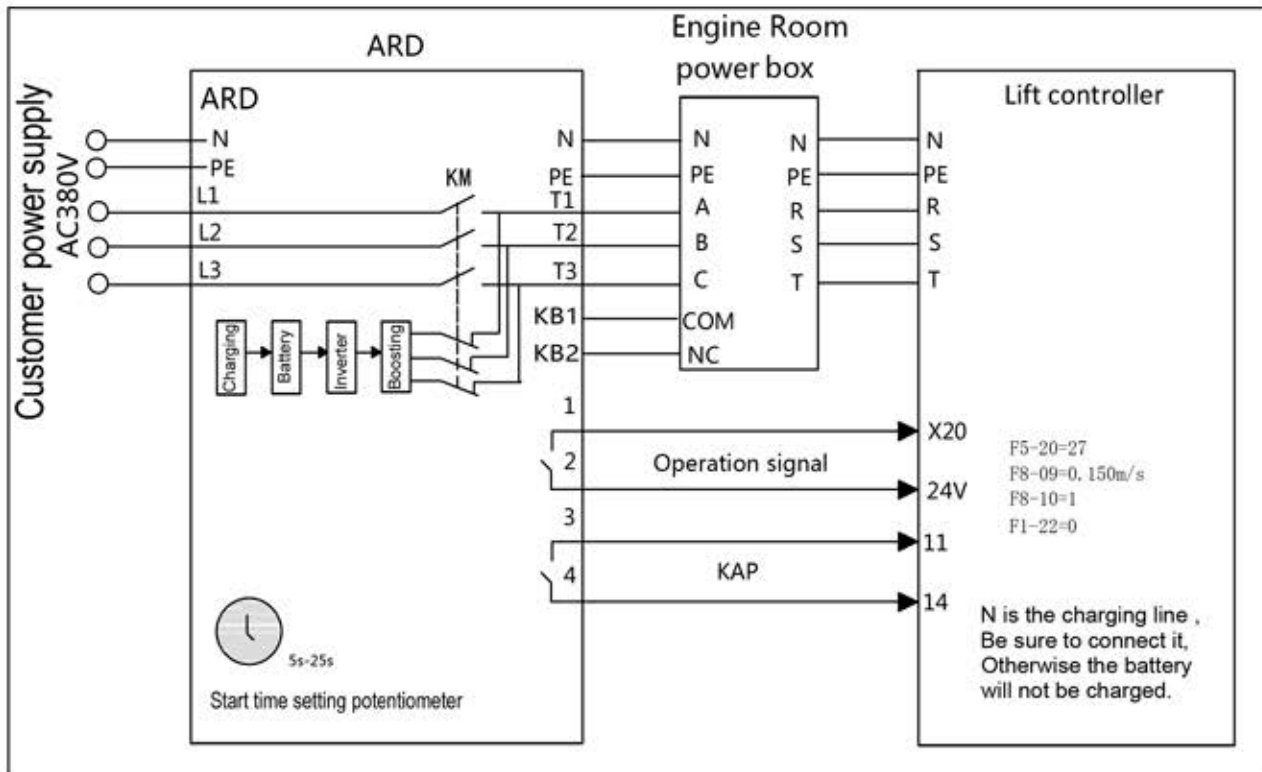 Customer power supply
AC380V
ARD
ARD
N
PE
L1
L2
L3
KM
N
PE
T1
T2
T3
KB1
KB2
Charging
Battery
Inverter
Boosting
1
2
3
4
5s-25s
Start time setting potentiometer
Engine Room
power box
N
PE
A
B
C
COM
NC
N
PE
R
S
T
Operation signal
KAP
Lift controller
N
PE
R
S
T
X20
24V
11
14
F5-20=27
F8-09=0.150m/s
F8-10=1
F1-22=0
N is the charging line ,
Be sure to connect it,
Otherwise the battery
will not be charged.